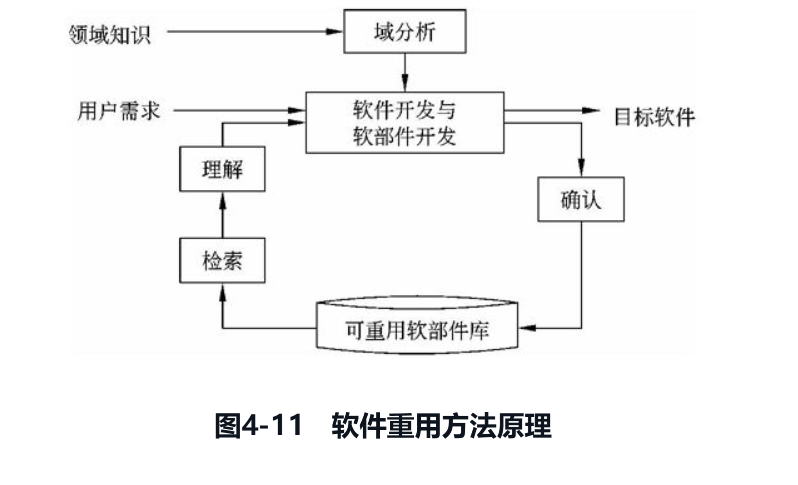 领域知识
域分析
用户需求
软件开发与
软部件开发
目标软件
理解
确认
检索
可重用软部件库
图4-11 软件重用方法原理